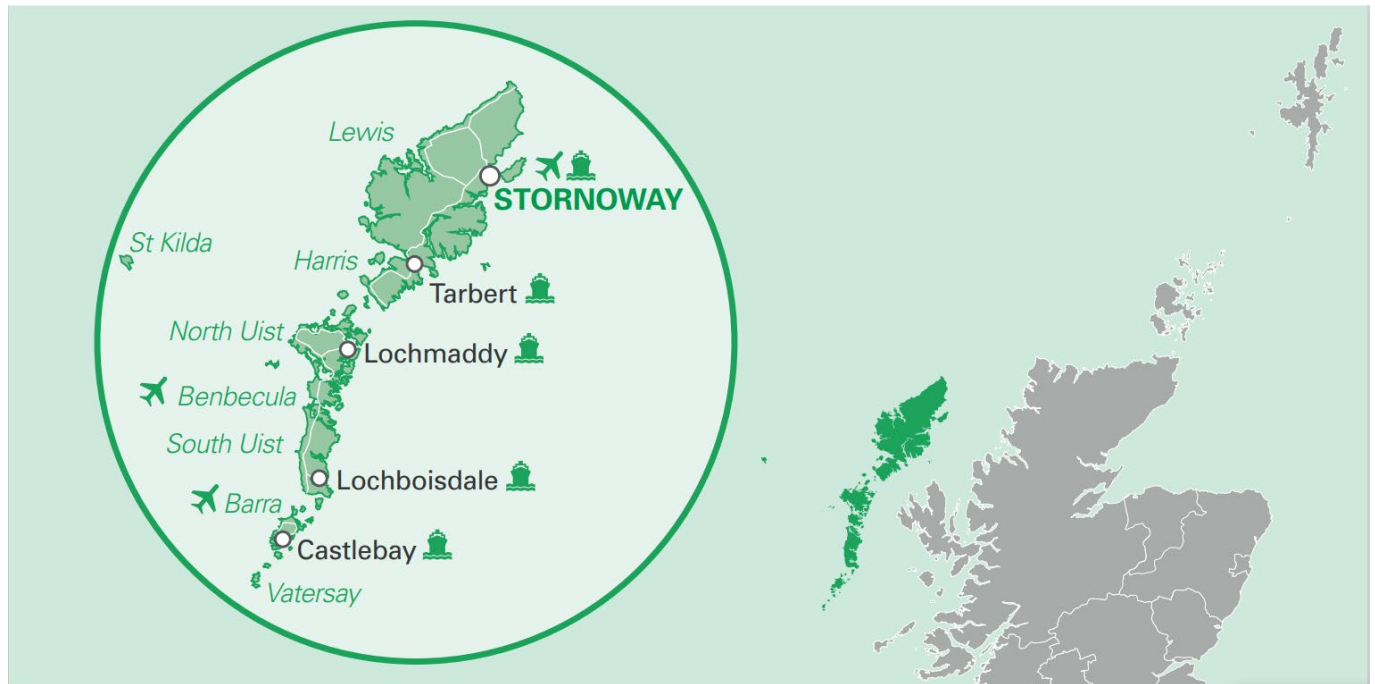 Lewis
STORNOWAY
St Kilda
Harris
Tarbert
North Uist
Lochmaddy
Benbecula
South Uist
Lochboisdale
Barra
Castlebay
Vatersay